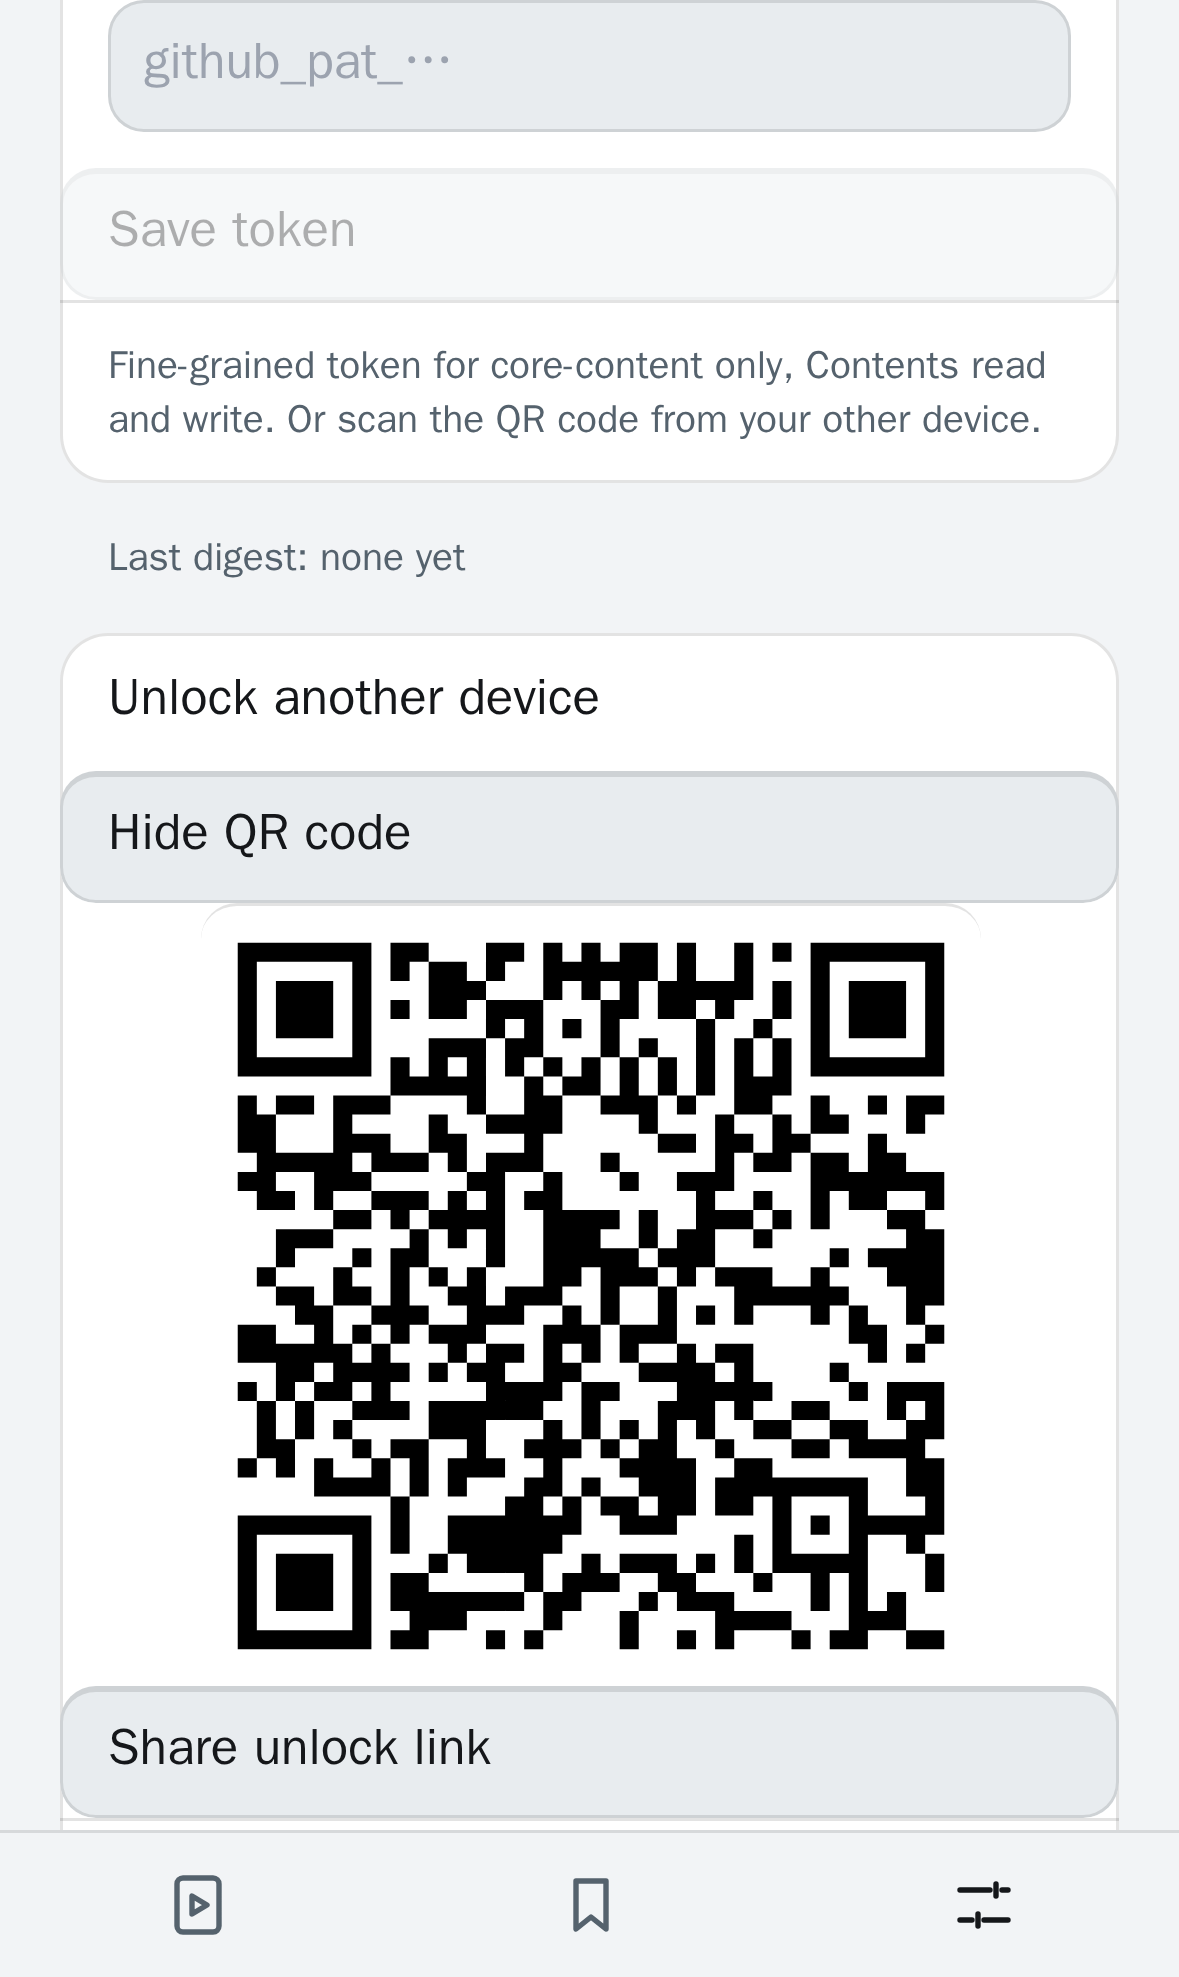 github_pat_···
Save token
Fine-grained token for core-content only, Contents read
and write. Or scan the QR code from your other device.
Last digest: none yet
Unlock another device
Hide QR code
Share unlock link